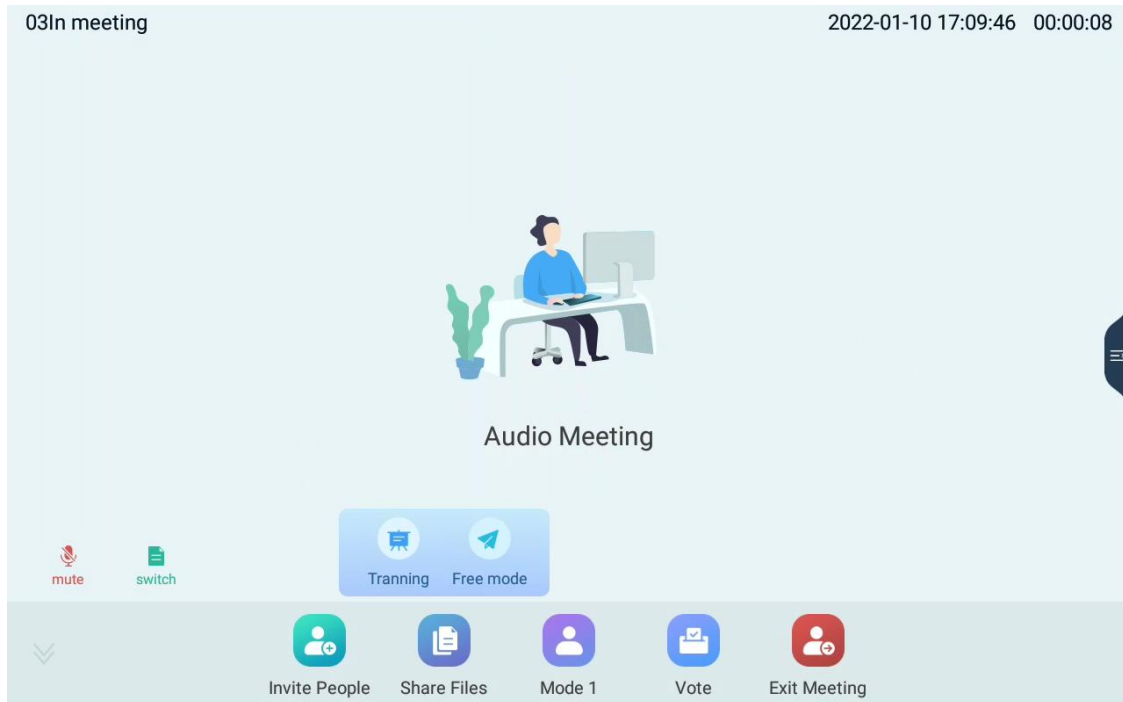 03In meeting
2022-01-10 17:09:46 00:00:08
Audio Meeting
Tranning Free mode
mute switch
Invite People Share Files Mode 1 Vote Exit Meeting